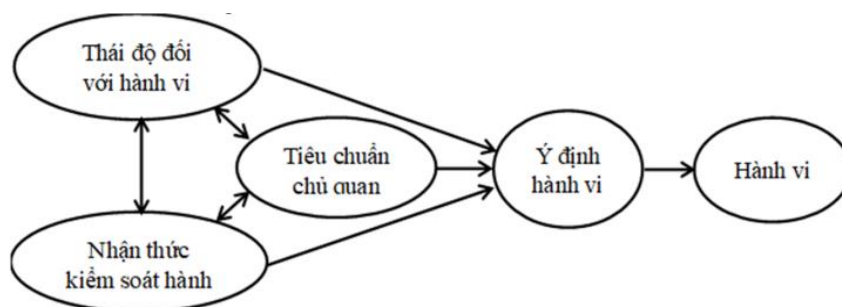 Thái độ đối
với hành vi
Tiêu chuẩn
chủ quan
Ý định
hành vi
Hành vi
Nhận thức
kiểm soát hành